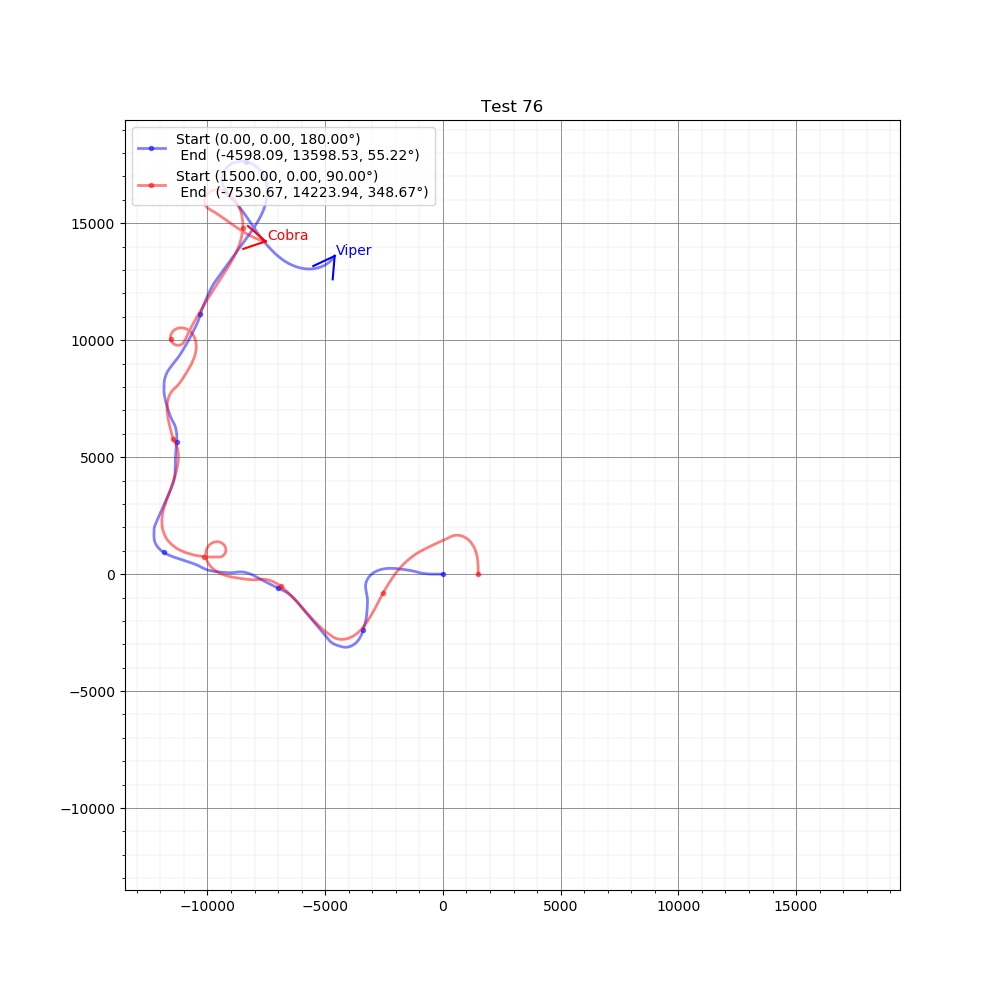 Test 76
Start (0.00, 0.00, 180.00°)
End (-4598.09, 13598.53, 55.22°)
Start (1500.00, 0.00, 90.00°)
End (-7530.67, 14223.94, 348.67°)
Cobra
Viper
15000
10000
5000
0
−5000
−10000
−10000
−5000
0
5000
10000
15000